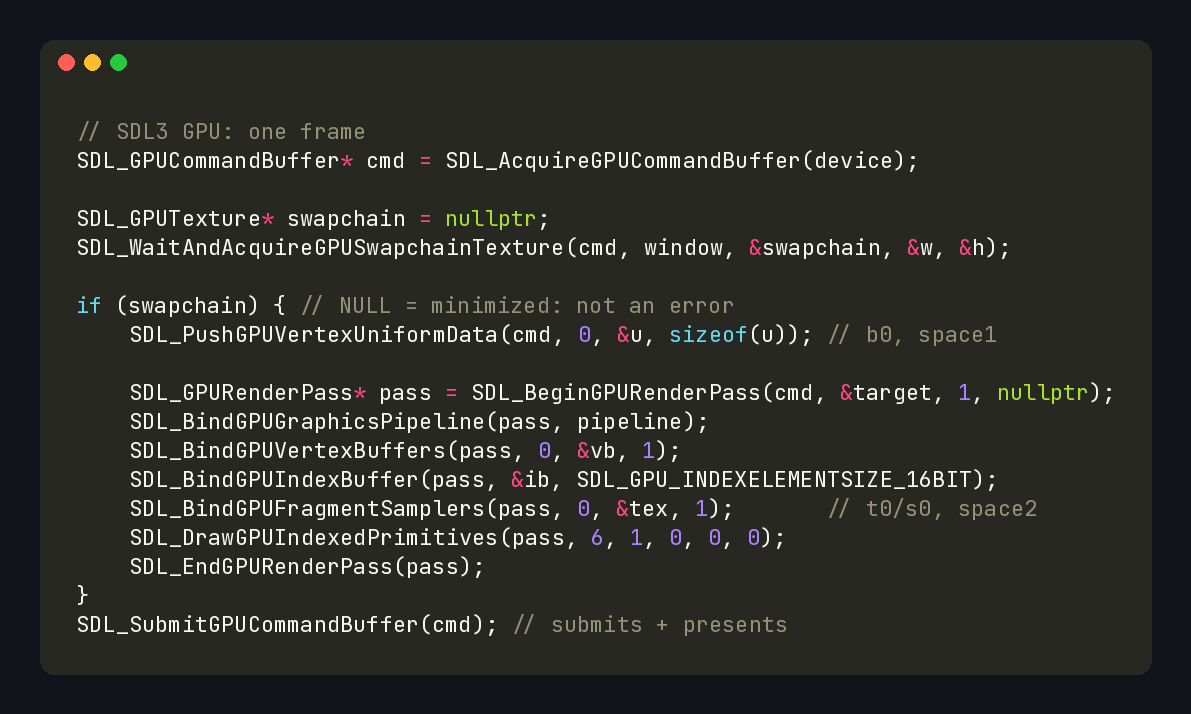 // SDL3 GPU: one frame
SDL_GPUCommandBuffer* cmd = SDL_AcquireGPUCommandBuffer(device);

SDL_GPUTexture* swapchain = nullptr;
SDL_WaitAndAcquireGPUSwapchainTexture(cmd, window, &swapchain, &w, &h);

if (swapchain) { // NULL = minimized: not an error
    SDL_PushGPUVertexUniformData(cmd, 0, &u, sizeof(u)); // b0, space1

    SDL_GPURenderPass* pass = SDL_BeginGPURenderPass(cmd, &target, 1, nullptr);
    SDL_BindGPUGraphicsPipeline(pass, pipeline);
    SDL_BindGPUVertexBuffers(pass, 0, &vb, 1);
    SDL_BindGPUIndexBuffer(pass, &ib, SDL_GPU_INDEXELEMENTSIZE_16BIT);
    SDL_BindGPUFragmentSamplers(pass, 0, &tex, 1);       // t0/s0, space2
    SDL_DrawGPUIndexedPrimitives(pass, 6, 1, 0, 0, 0);
    SDL_EndGPURenderPass(pass);
}
SDL_SubmitGPUCommandBuffer(cmd); // submits + presents